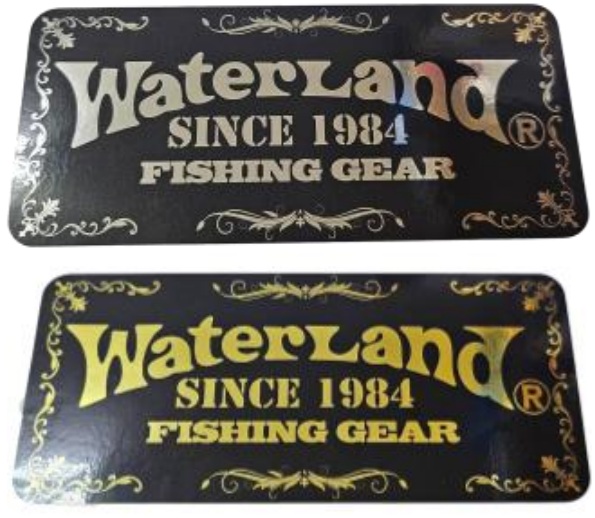 WaterLand®
SINCE 1984
FISHING GEAR
WaterLand®
SINCE 1984
FISHING GEAR